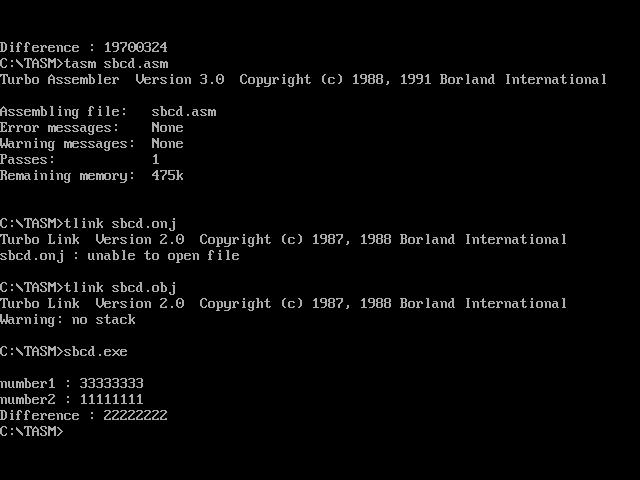 Difference : 19700324
C:\TASM>tasm sbcd.asm
Turbo Assembler  Version 3.0  Copyright (c) 1988, 1991 Borland International
Assembling file:   sbcd.asm
Error messages:    None
Warning messages:  None
Passes:            1
Remaining memory:  475k
C:\TASM>tlink sbcd.onj
Turbo Link  Version 2.0  Copyright (c) 1987, 1988 Borland International
sbcd.onj : unable to open file
C:\TASM>tlink sbcd.obj
Turbo Link  Version 2.0  Copyright (c) 1987, 1988 Borland International
Warning: no stack
C:\TASM>sbcd.exe
number1 : 33333333
number2 : 11111111
Difference : 22222222
C:\TASM>